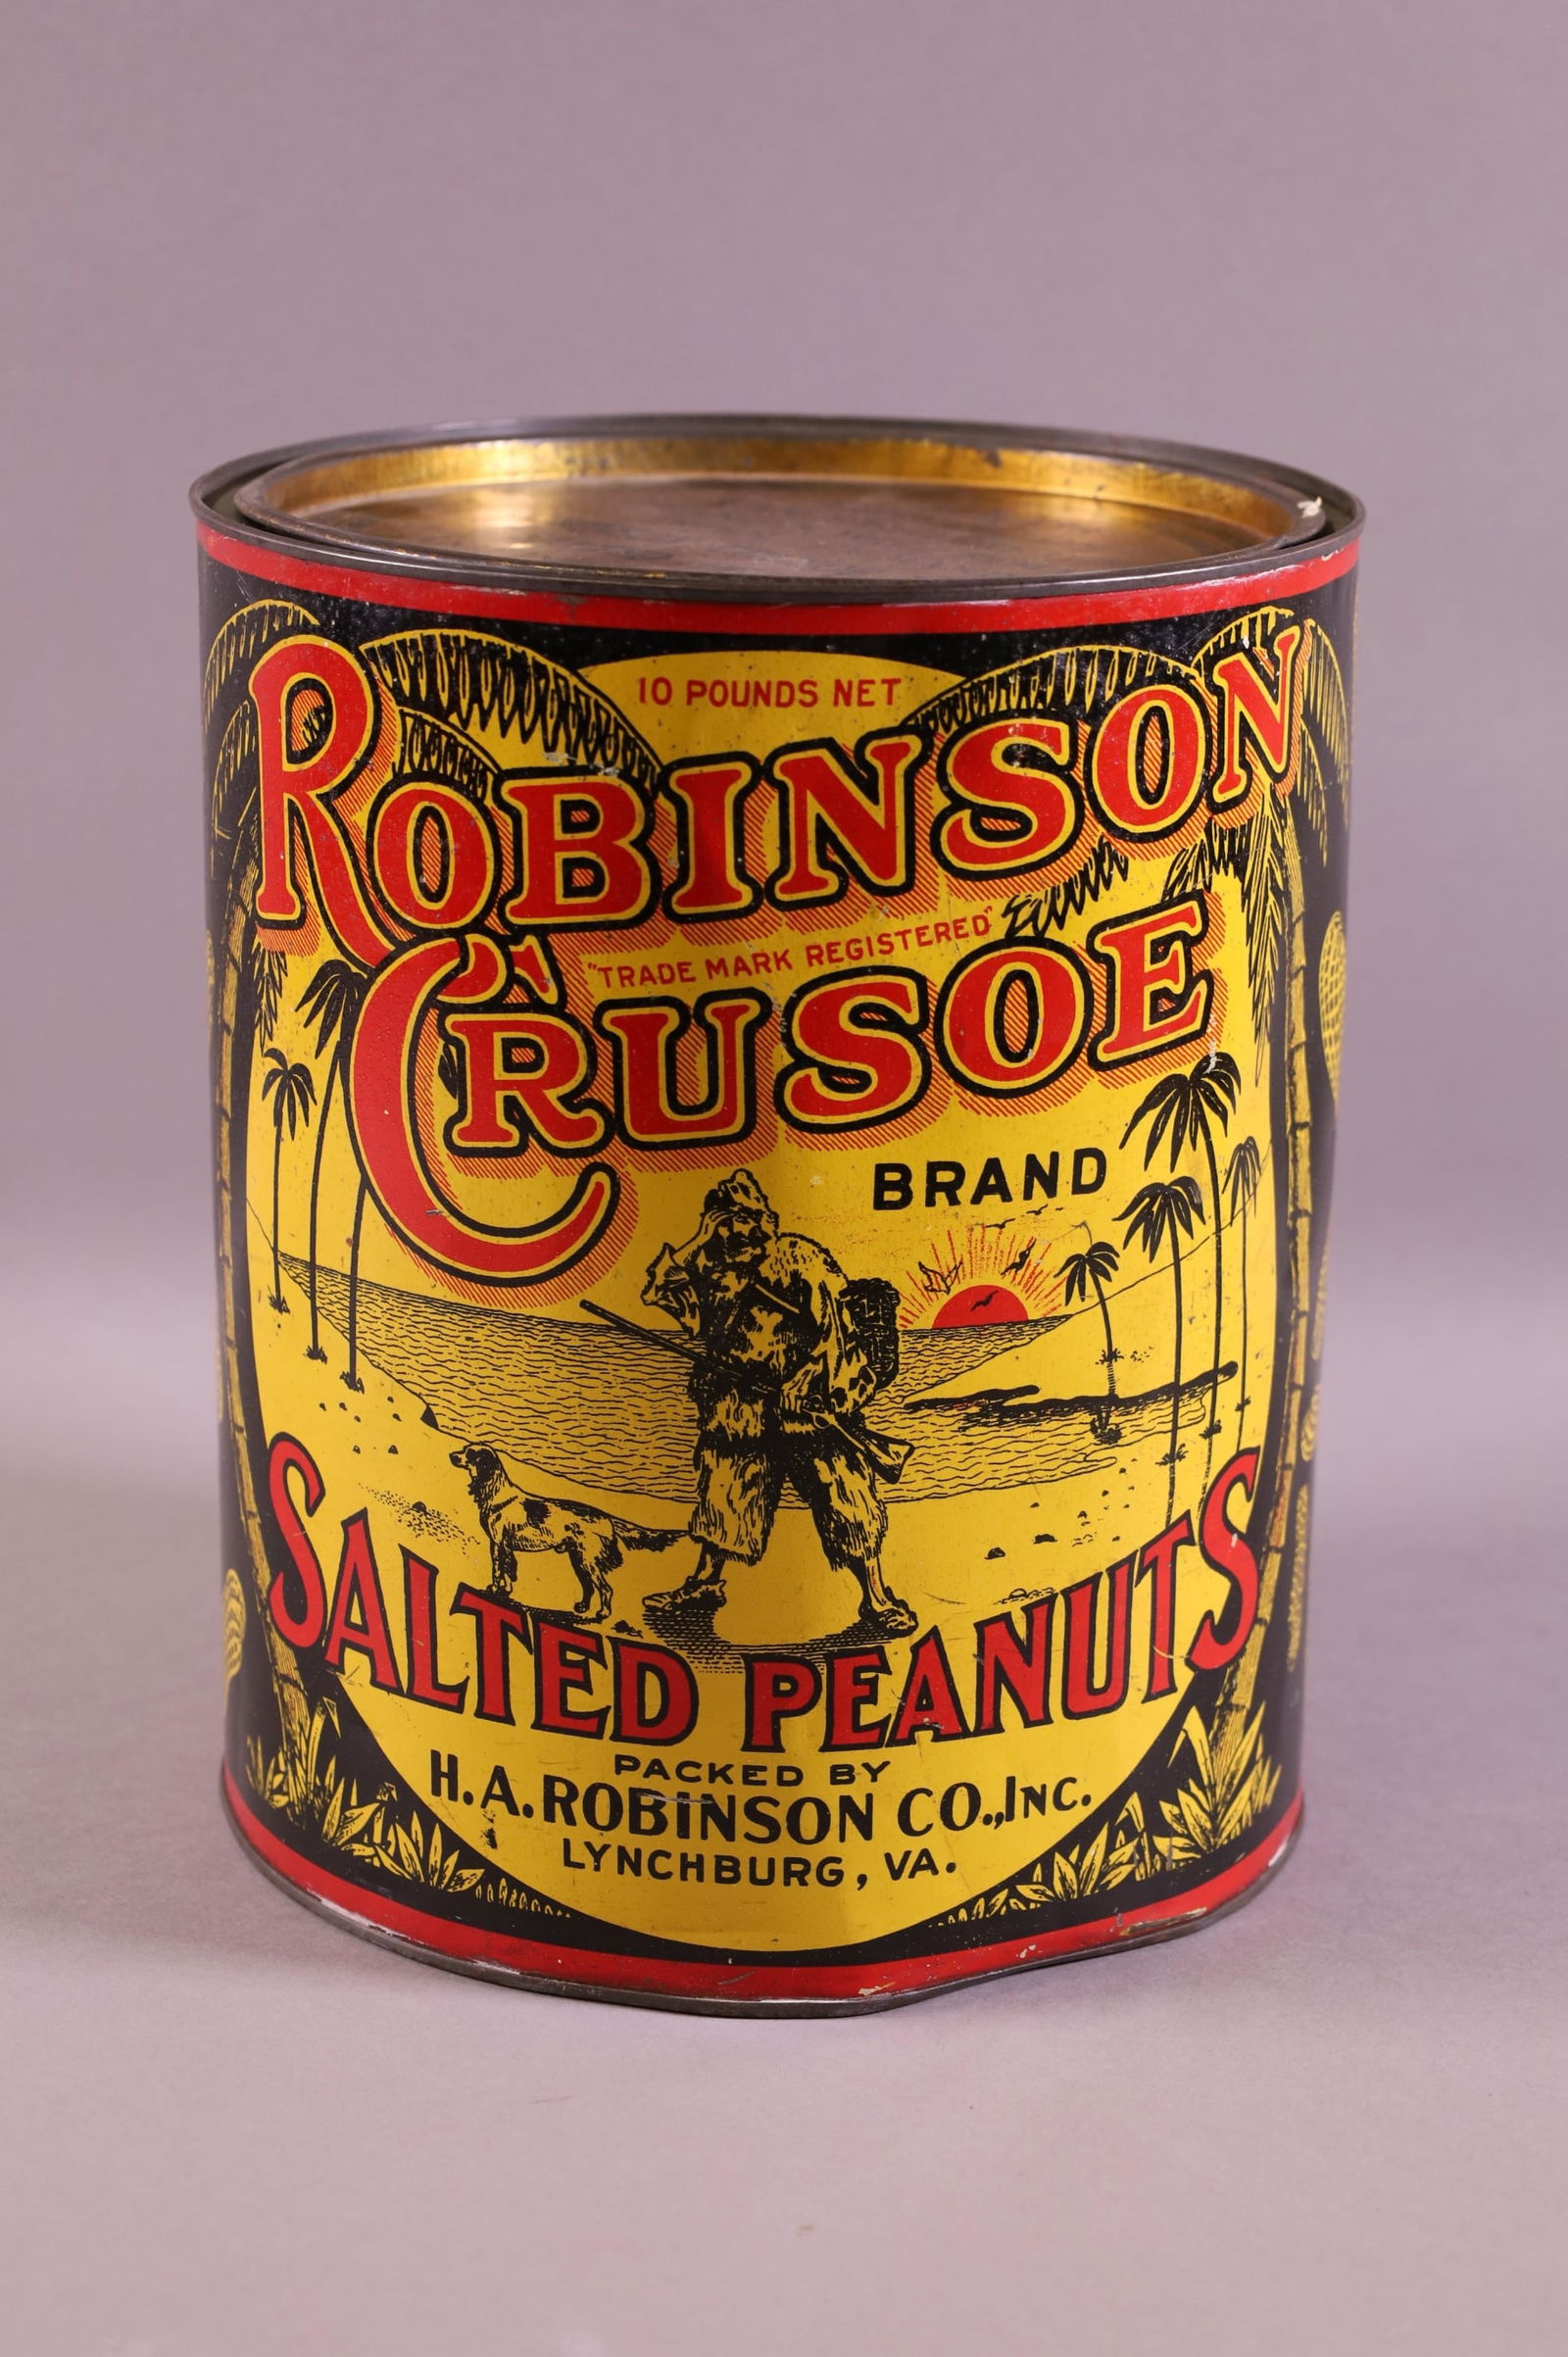 10 POUNDS NET
ROBINSON
"TRADE MARK REGISTERED"
CRUSOE
BRAND
SALTED PEANUTS
PACKED BY
H.A. ROBINSON CO., INC.
LYNCHBURG, VA.